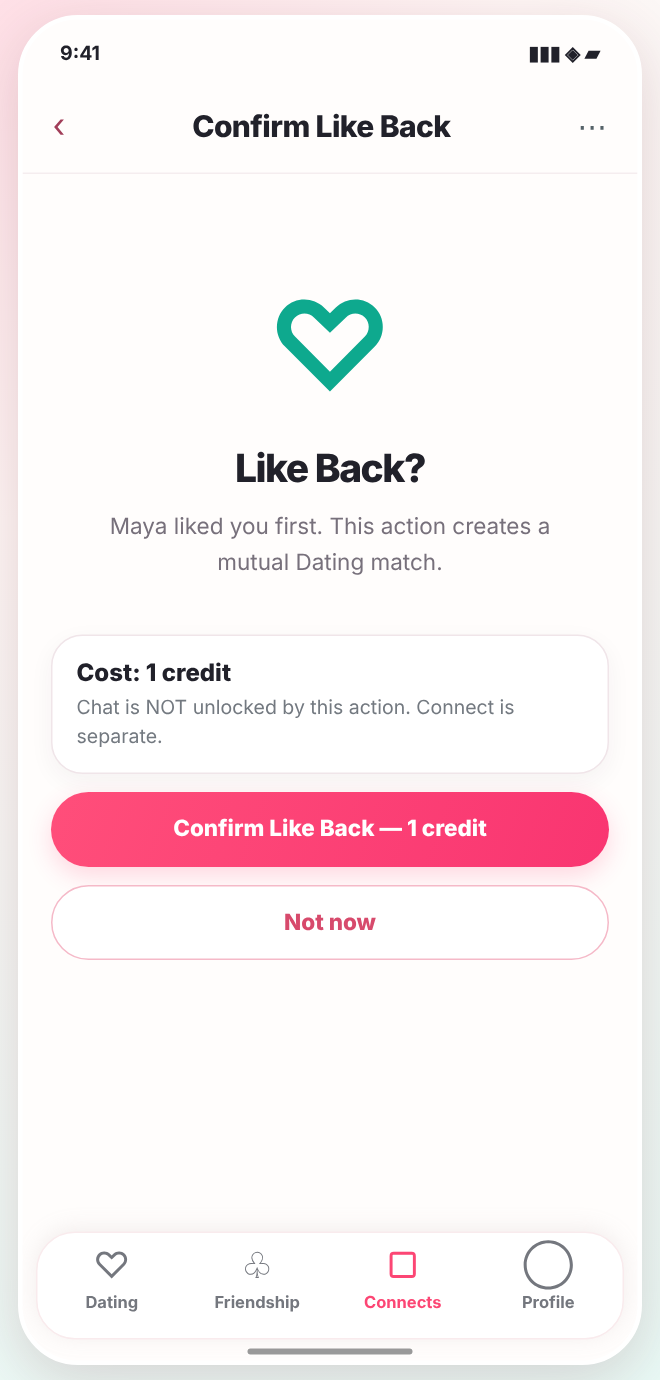 9:41
Confirm Like Back
Like Back?
Maya liked you first. This action creates a
mutual Dating match.
Cost: 1 credit
Chat is NOT unlocked by this action. Connect is
separate.
Confirm Like Back — 1 credit
Not now
Dating
Friendship
Connects
Profile